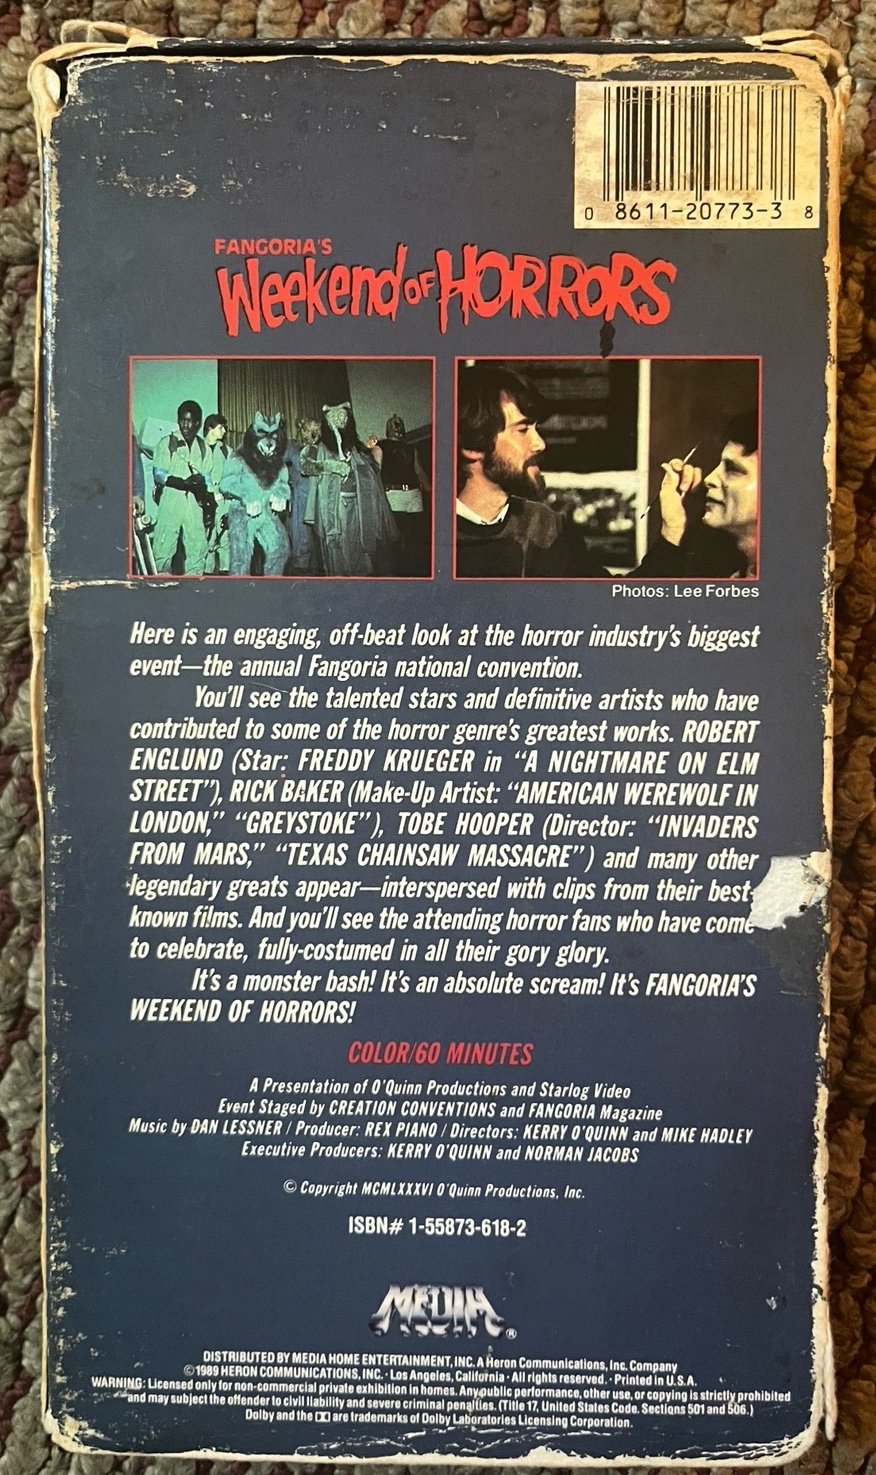 0 8611-20773-3 8
FANGORIA'S
Weekend OF HORRORS
Photos: Lee Forbes
Here is an engaging, off-beat look at the horror industry's biggest
event—the annual Fangoria national convention.
You'll see the talented stars and definitive artists who have
contributed to some of the horror genre's greatest works. ROBERT
ENGLUND (Star: FREDDY KRUEGER in “A NIGHTMARE ON ELM
STREET”), RICK BAKER (Make-Up Artist: “AMERICAN WEREWOLF IN
LONDON,” “GREYSTOKE”), TOBE HOOPER (Director: “INVADERS
FROM MARS,” “TEXAS CHAINSAW MASSACRE”) and many other
legendary greats appear—interspersed with clips from their best-
known films. And you'll see the attending horror fans who have come
to celebrate, fully-costumed in all their gory glory.
It's a monster bash! It's an absolute scream! It's FANGORIA'S
WEEKEND OF HORRORS!
COLOR/60 MINUTES
A Presentation of O'Quinn Productions and Starlog Video
Event Staged by CREATION CONVENTIONS and FANGORIA Magazine
Music by DAN LESSNER / Producer: REX PIANO / Directors: KERRY O'QUINN and MIKE HADLEY
Executive Producers: KERRY O'QUINN and NORMAN JACOBS
© Copyright MCMLXXXVI O'Quinn Productions, Inc.
ISBN# 1-55873-618-2
MEDIA ®
DISTRIBUTED BY MEDIA HOME ENTERTAINMENT, INC. A Heron Communications, Inc. Company
©1989 HERON COMMUNICATIONS, INC. · Los Angeles, California · All rights reserved. · Printed in U.S.A.
WARNING: Licensed only for non-commercial private exhibition in homes. Any public performance, other use, or copying is strictly prohibited
and may subject the offender to civil liability and severe criminal penalties. (Title 17, United States Code. Sections 501 and 506.)
Dolby and the are trademarks of Dolby Laboratories Licensing Corporation.